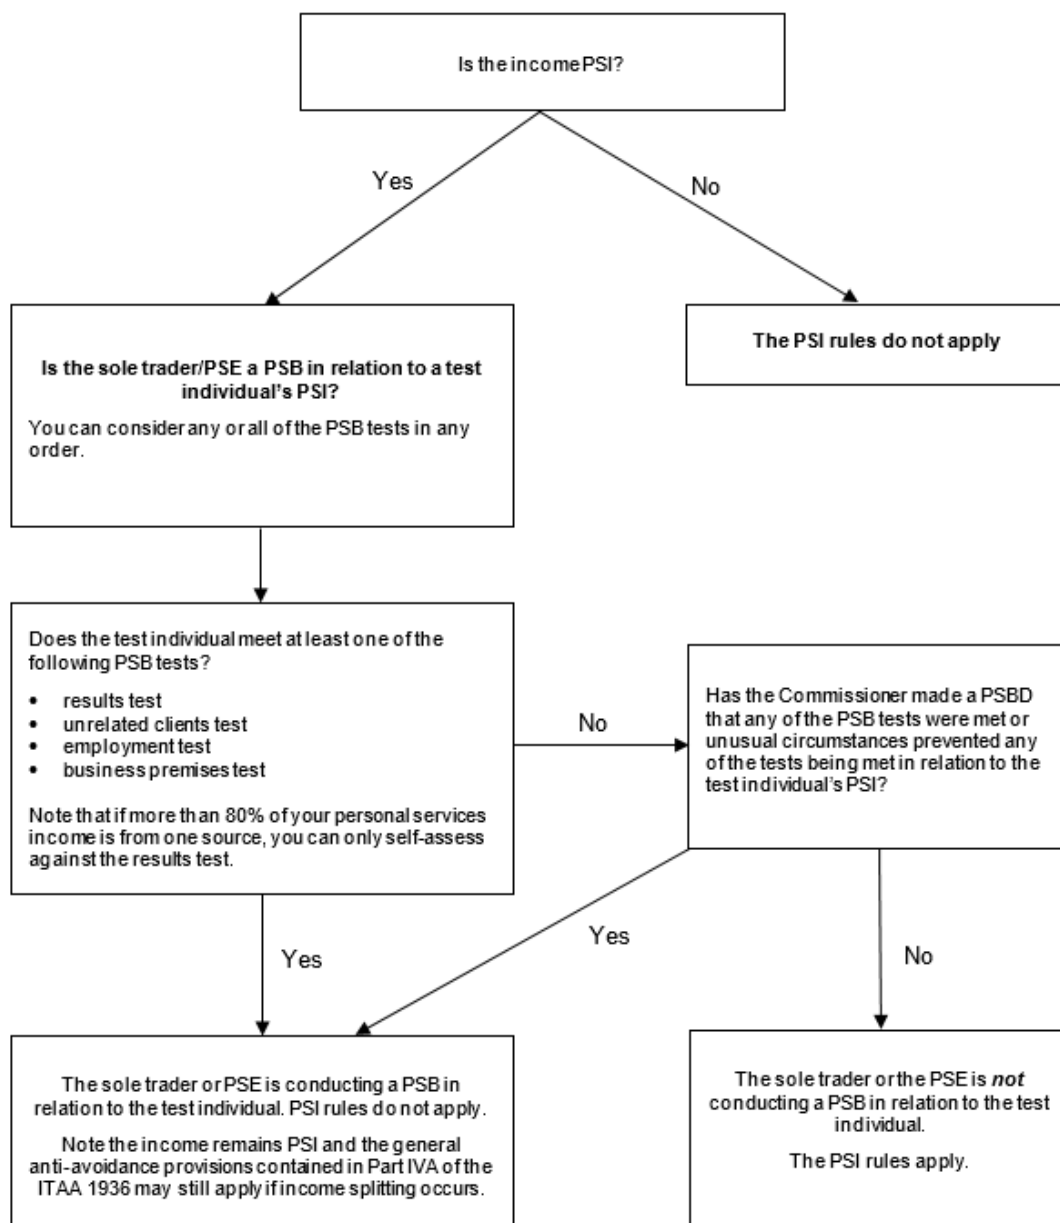 Is the income PSI?
Yes
No
Is the sole trader/PSE a PSB in relation to a test
individual's PSI?
You can consider any or all of the PSB tests in any
order.
The PSI rules do not apply
Does the test individual meet at least one of the
following PSB tests?
• results test
• unrelated clients test
• employment test
• business premises test
Note that if more than 80% of your personal services
income is from one source, you can only self-assess
against the results test.
No
Has the Commissioner made a PSBD
that any of the PSB tests were met or
unusual circumstances prevented any
of the tests being met in relation to the
test individual's PSI?
Yes
Yes
No
The sole trader or PSE is conducting a PSB in
relation to the test individual. PSI rules do not apply.
Note the income remains PSI and the general
anti-avoidance provisions contained in Part IVA of the
ITAA 1936 may still apply if income splitting occurs.
The sole trader or the PSE is not
conducting a PSB in relation to the test
individual.
The PSI rules apply.